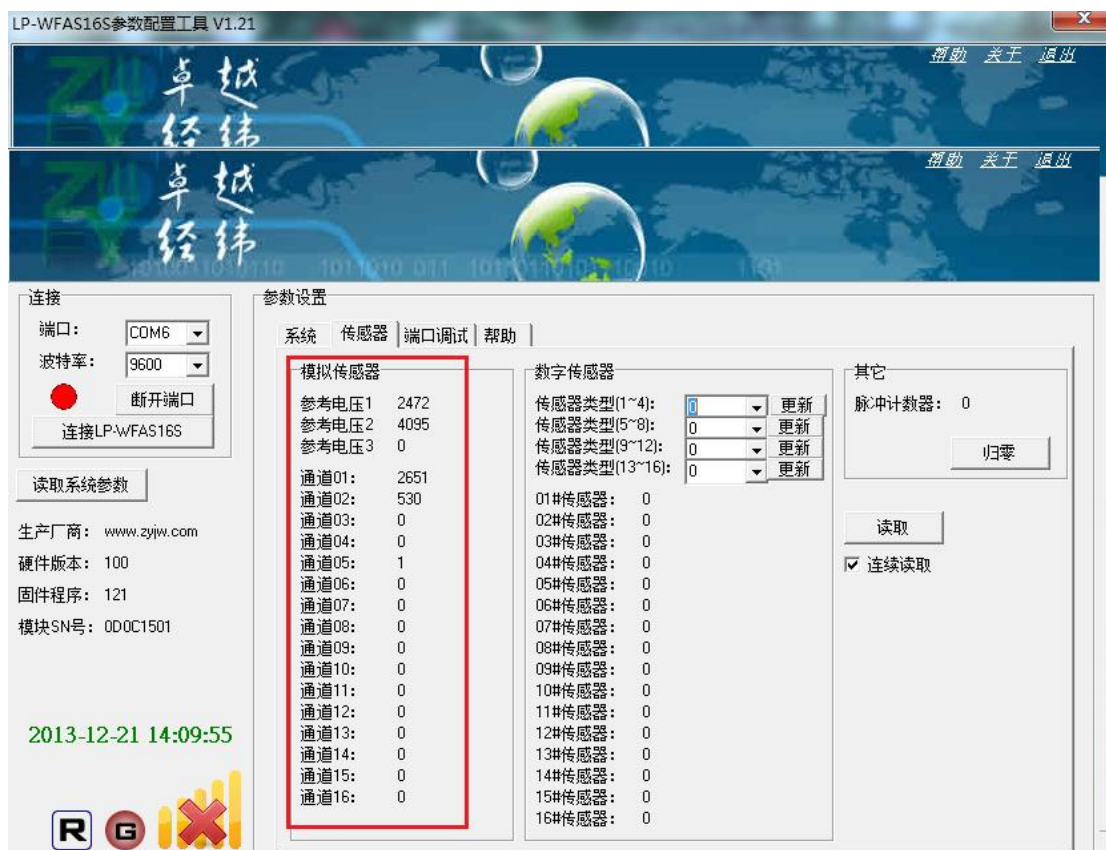 LP-WFAS16S参数配置工具 V1.21
帮助 关于 退出
卓越
经纬
帮助 关于 退出
卓越
经纬
连接
端口： COM6
波特率： 9600
断开端口
连接LP-WFAS16S
读取系统参数
生产厂商： www.zyjw.com
硬件版本： 100
固件程序： 121
模块SN号： 0D0C1501
2013-12-21 14:09:55
R G
参数设置
系统 传感器 端口调试 帮助
模拟传感器
参考电压1 2472
参考电压2 4095
参考电压3 0
通道01: 2651
通道02: 530
通道03: 0
通道04: 0
通道05: 1
通道06: 0
通道07: 0
通道08: 0
通道09: 0
通道10: 0
通道11: 0
通道12: 0
通道13: 0
通道14: 0
通道15: 0
通道16: 0
数字传感器
传感器类型(1~4): 0 更新
传感器类型(5~8): 0 更新
传感器类型(9~12): 0 更新
传感器类型(13~16): 0 更新
01#传感器： 0
02#传感器： 0
03#传感器： 0
04#传感器： 0
05#传感器： 0
06#传感器： 0
07#传感器： 0
08#传感器： 0
09#传感器： 0
10#传感器： 0
11#传感器： 0
12#传感器： 0
13#传感器： 0
14#传感器： 0
15#传感器： 0
16#传感器： 0
其它
脉冲计数器： 0
归零
读取
连续读取